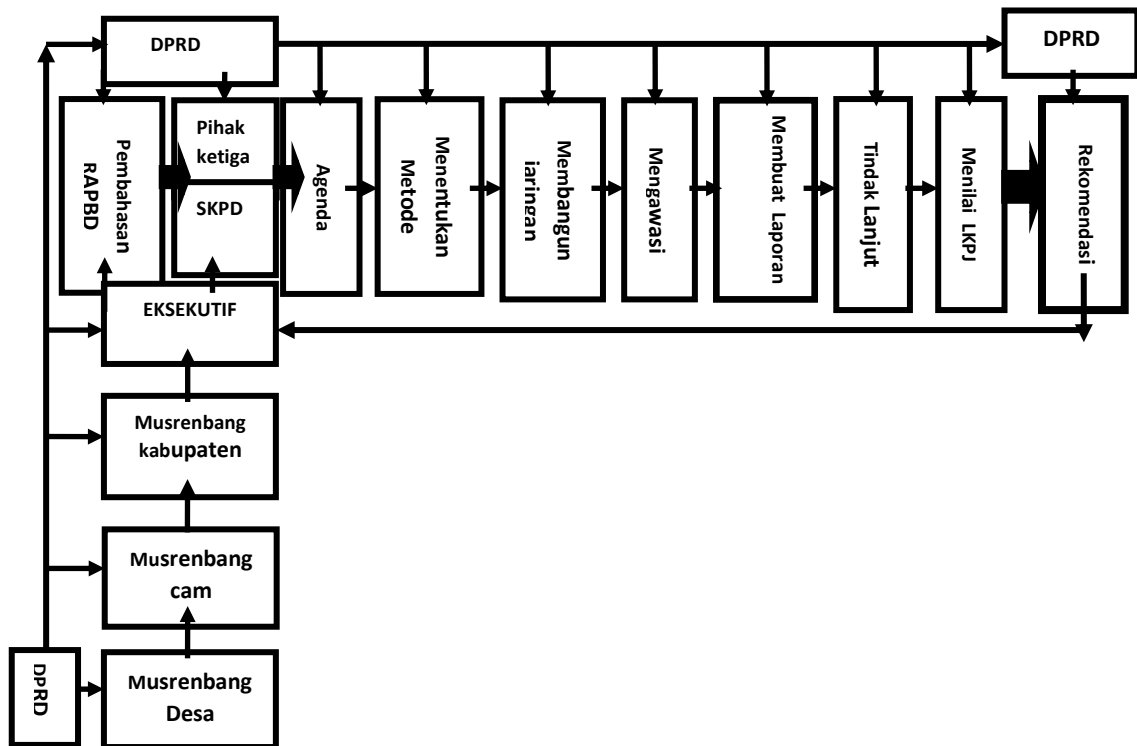 DPRD
DPRD
Pembahasan
RAPBD
Pihak
ketiga
SKPD
Agenda
Menentukan
Metode
Membangun
iaringan
Mengawasi
Membuat Laporan
Tindak Lanjut
Menilai LKPJ
Rekomendasi
EKSEKUTIF
Musrenbang
kabupaten
Musrenbang
cam
DPRD
Musrenbang
Desa